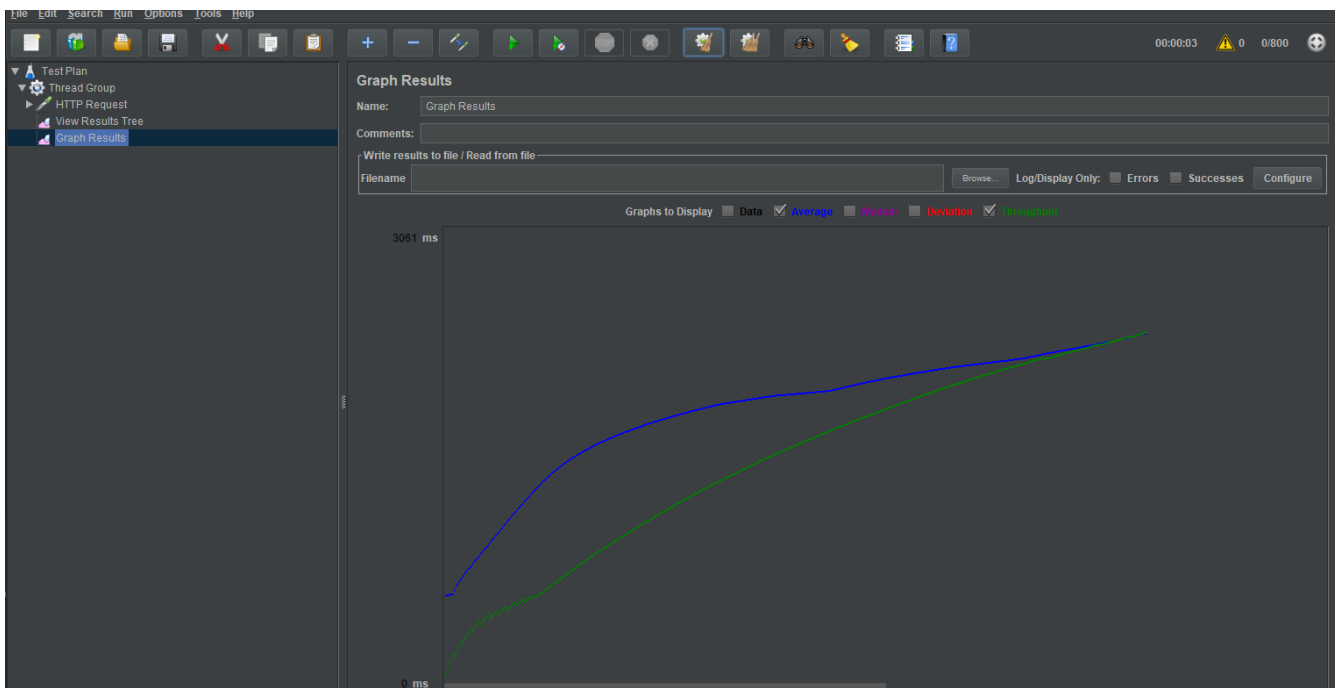 File Edit Search Run Options Tools Help
00:00:03 0 0/800
Test Plan
Thread Group
HTTP Request
View Results Tree
Graph Results
Graph Results
Name: Graph Results
Comments:
Write results to file / Read from file
Filename Browse... Log/Display Only: Errors Successes Configure
Graphs to Display Data Average Median Deviation Throughput
3061 ms
0 ms